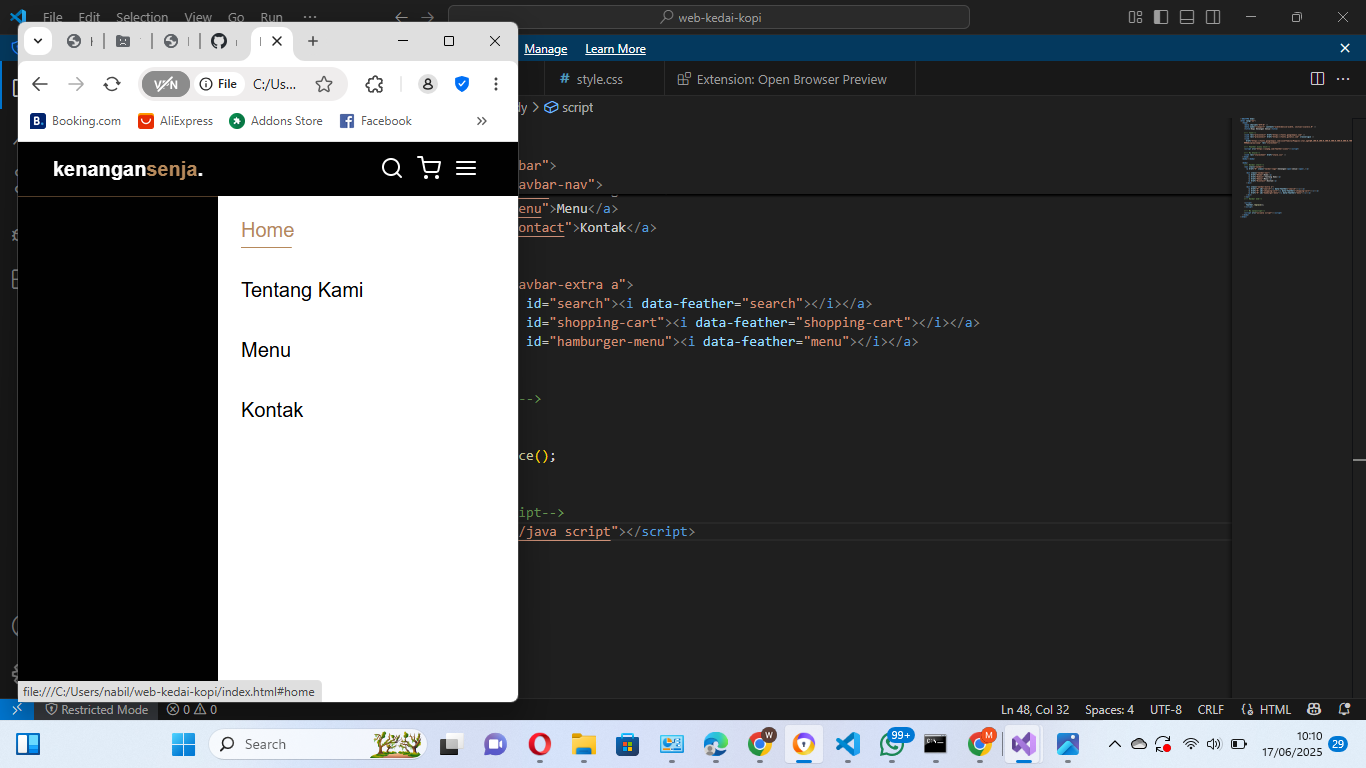 File Edit Selection View Go Run ···
web-kedai-kopi
Manage Learn More
# style.css
Extension: Open Browser Preview
dy > script
File C:/Us...
Booking.com AliExpress Addons Store Facebook »
kenangansenja.
Home
Tentang Kami
Menu
Kontak
file:///C:/Users/nabil/web-kedai-kopi/index.html#home
bar">
avbar-nav">
enu">Menu</a>
ontact">Kontak</a>
avbar-extra a">
id="search"><i data-feather="search"></i></a>
id="shopping-cart"><i data-feather="shopping-cart"></i></a>
id="hamburger-menu"><i data-feather="menu"></i></a>
-->
ce();
ipt-->
/java script"></script>
Restricted Mode 0 0
Ln 48, Col 32 Spaces: 4 UTF-8 CRLF {} HTML
Search
99+
W
M
10:10
17/06/2025
29